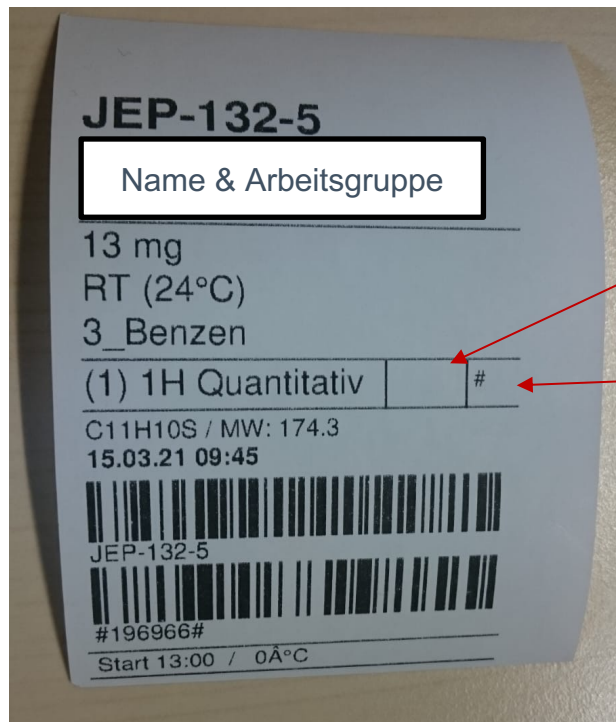 JEP-132-5
Name & Arbeitsgruppe
13 mg
RT (24°C)
3_Benzen
(1) 1H Quantitativ #
C11H10S / MW: 174.3
15.03.21 09:45
JEP-132-5
#196966#
Start 13:00 / 0Â°C